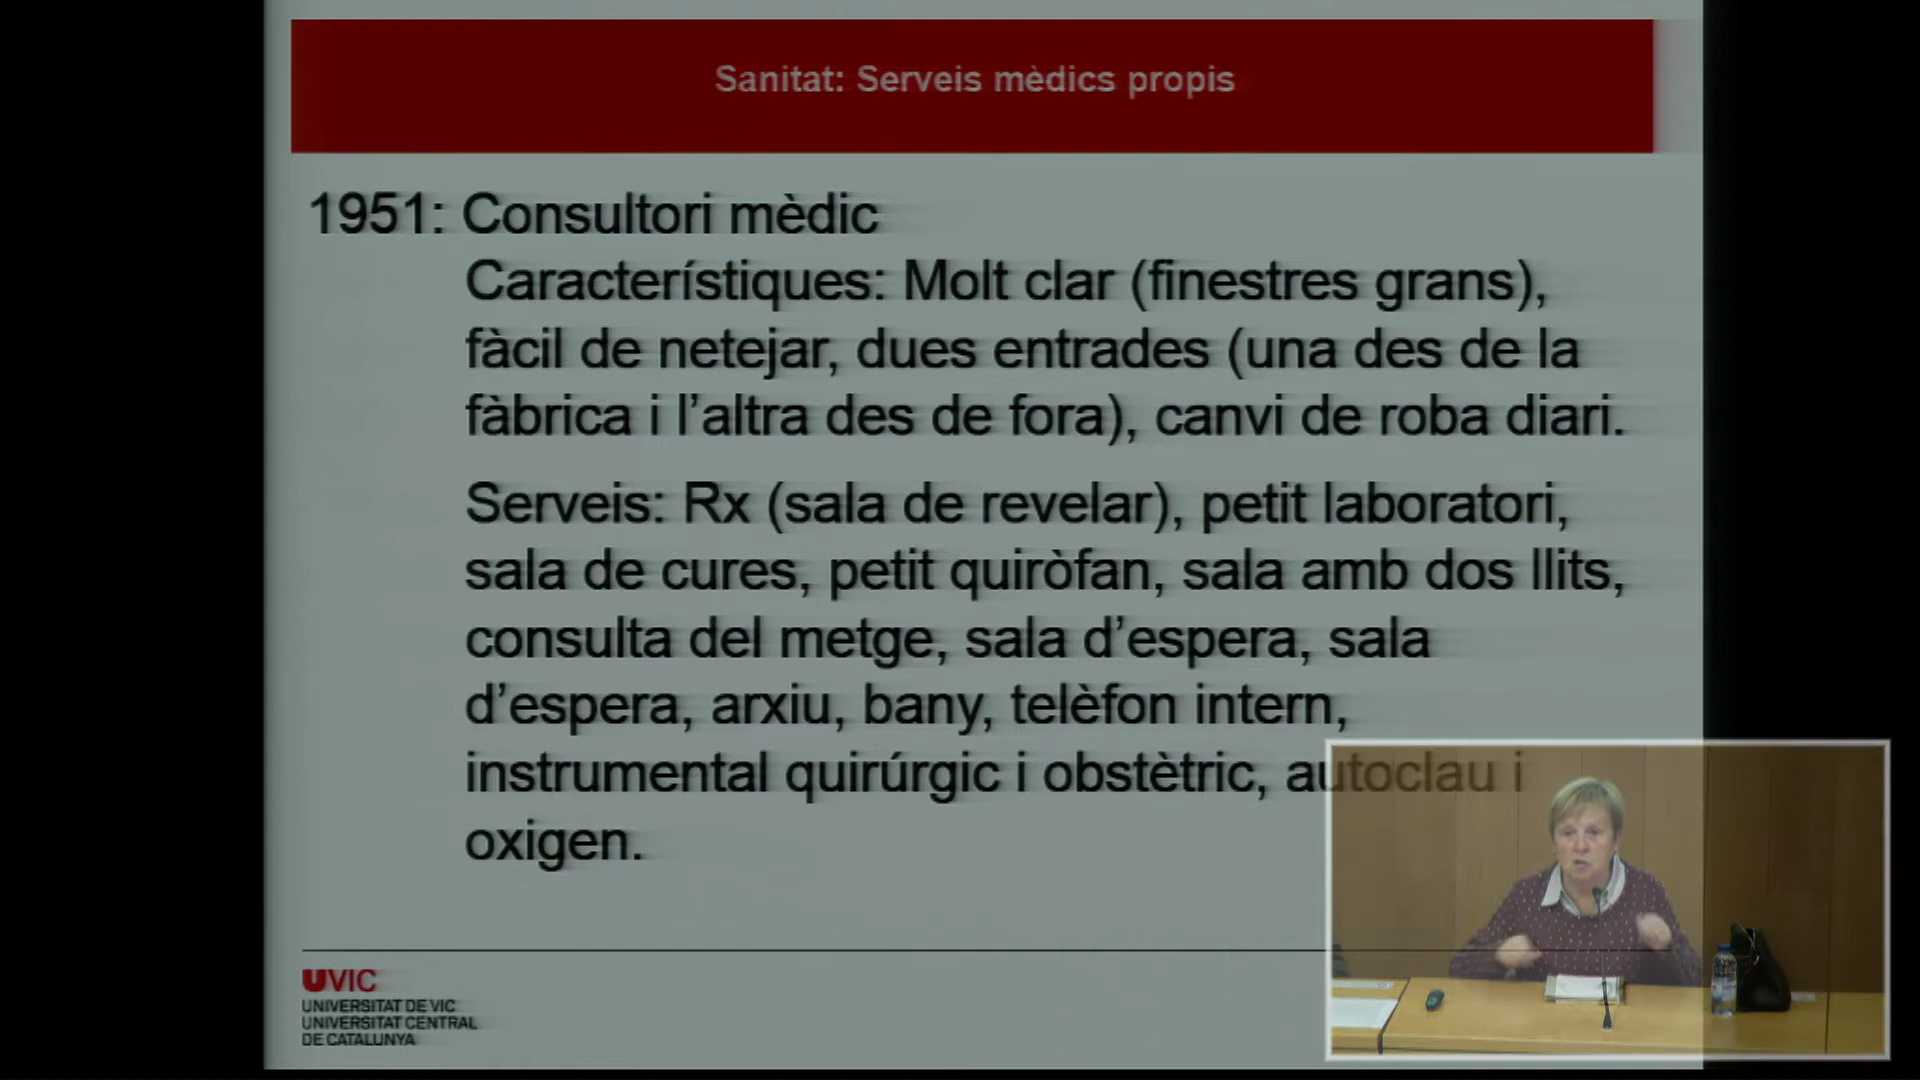 Sanitat: Serveis mèdics propis
1951: Consultori mèdic
Característiques: Molt clar (finestres grans),
fàcil de netejar, dues entrades (una des de la
fàbrica i l’altra des de fora), canvi de roba diari.
Serveis: Rx (sala de revelar), petit laboratori,
sala de cures, petit quiròfan, sala amb dos llits,
consulta del metge, sala d’espera, sala
d’espera, arxiu, bany, telèfon intern,
instrumental quirúrgic i obstètric, autoclau i
oxigen.
UVIC
UNIVERSITAT DE VIC
UNIVERSITAT CENTRAL
DE CATALUNYA